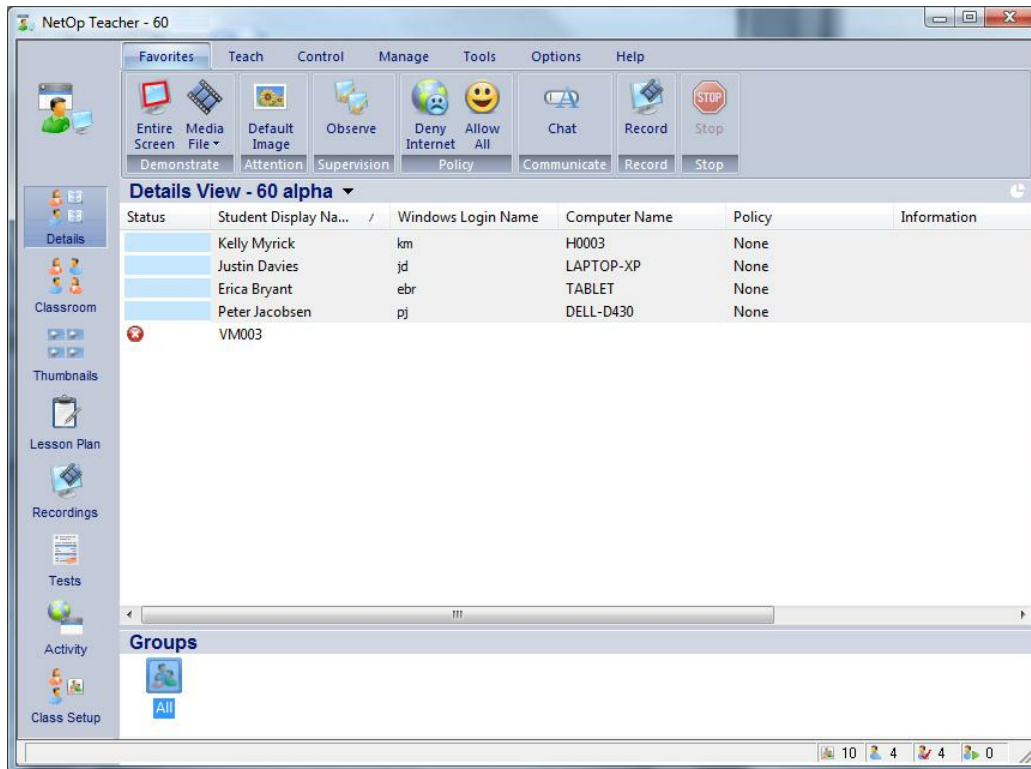 NetOp Teacher - 60
Favorites Teach Control Manage Tools Options Help
Entire Screen Media File Default Image Observe Deny Internet Allow All Chat Record STOP Stop
Demonstrate Attention Supervision Policy Communicate Record Stop
Details View - 60 alpha
Status Student Display Na... Windows Login Name Computer Name Policy Information
Kelly Myrick km H0003 None
Justin Davies jd LAPTOP-XP None
Erica Bryant ebr TABLET None
Peter Jacobsen pj DELL-D430 None
VM003
Details
Classroom
Thumbnails
Lesson Plan
Recordings
Tests
Activity
Class Setup
Groups
All
10 4 4 0